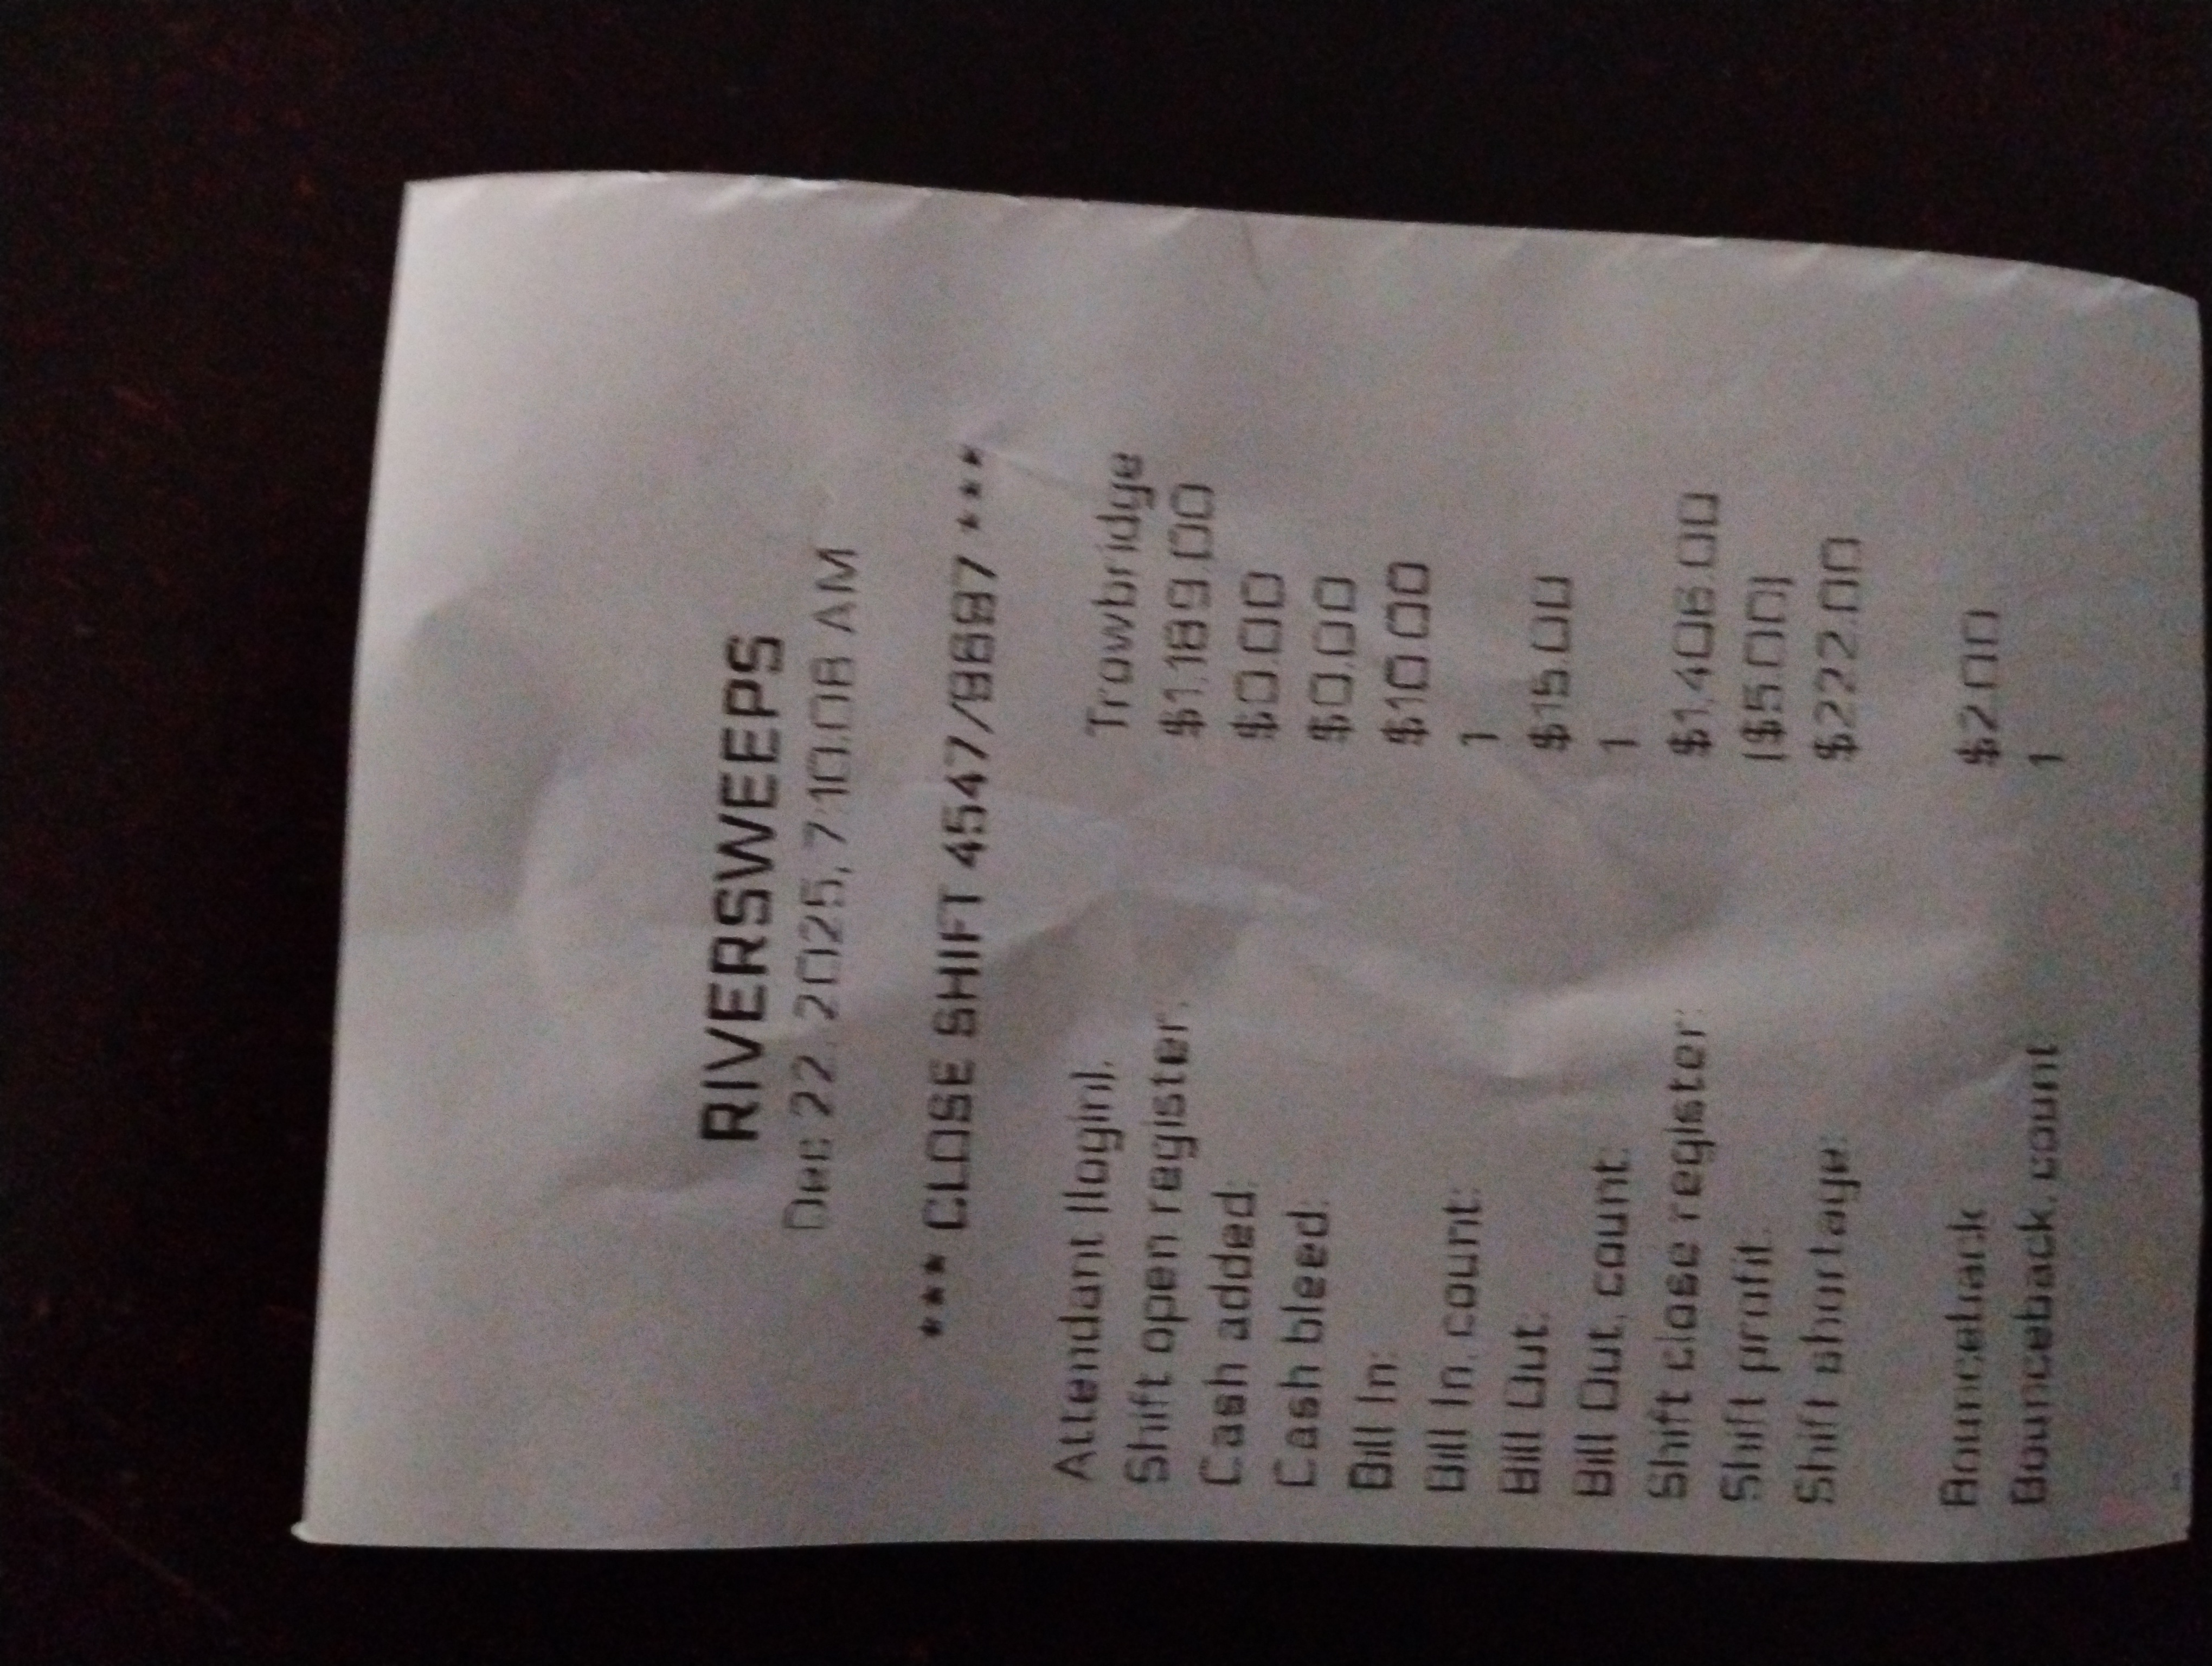 RIVERSWEEPS
Dec 22, 2025, 7:10:08 AM
*** CLOSE SHIFT 4547/8697 ***
Attendant (login): Trowbridge
Shift open register: $1,189.00
Cash added: $0.00
Cash bleed: $0.00
Bill In: $10.00
Bill In, count: 1
Bill Out: $15.00
Bill Out, count: 1
Shift close register: $1,406.00
Shift profit: ($5.00)
Shift shortage: $222.00
Bounceback $2.00
Bounceback, count 1